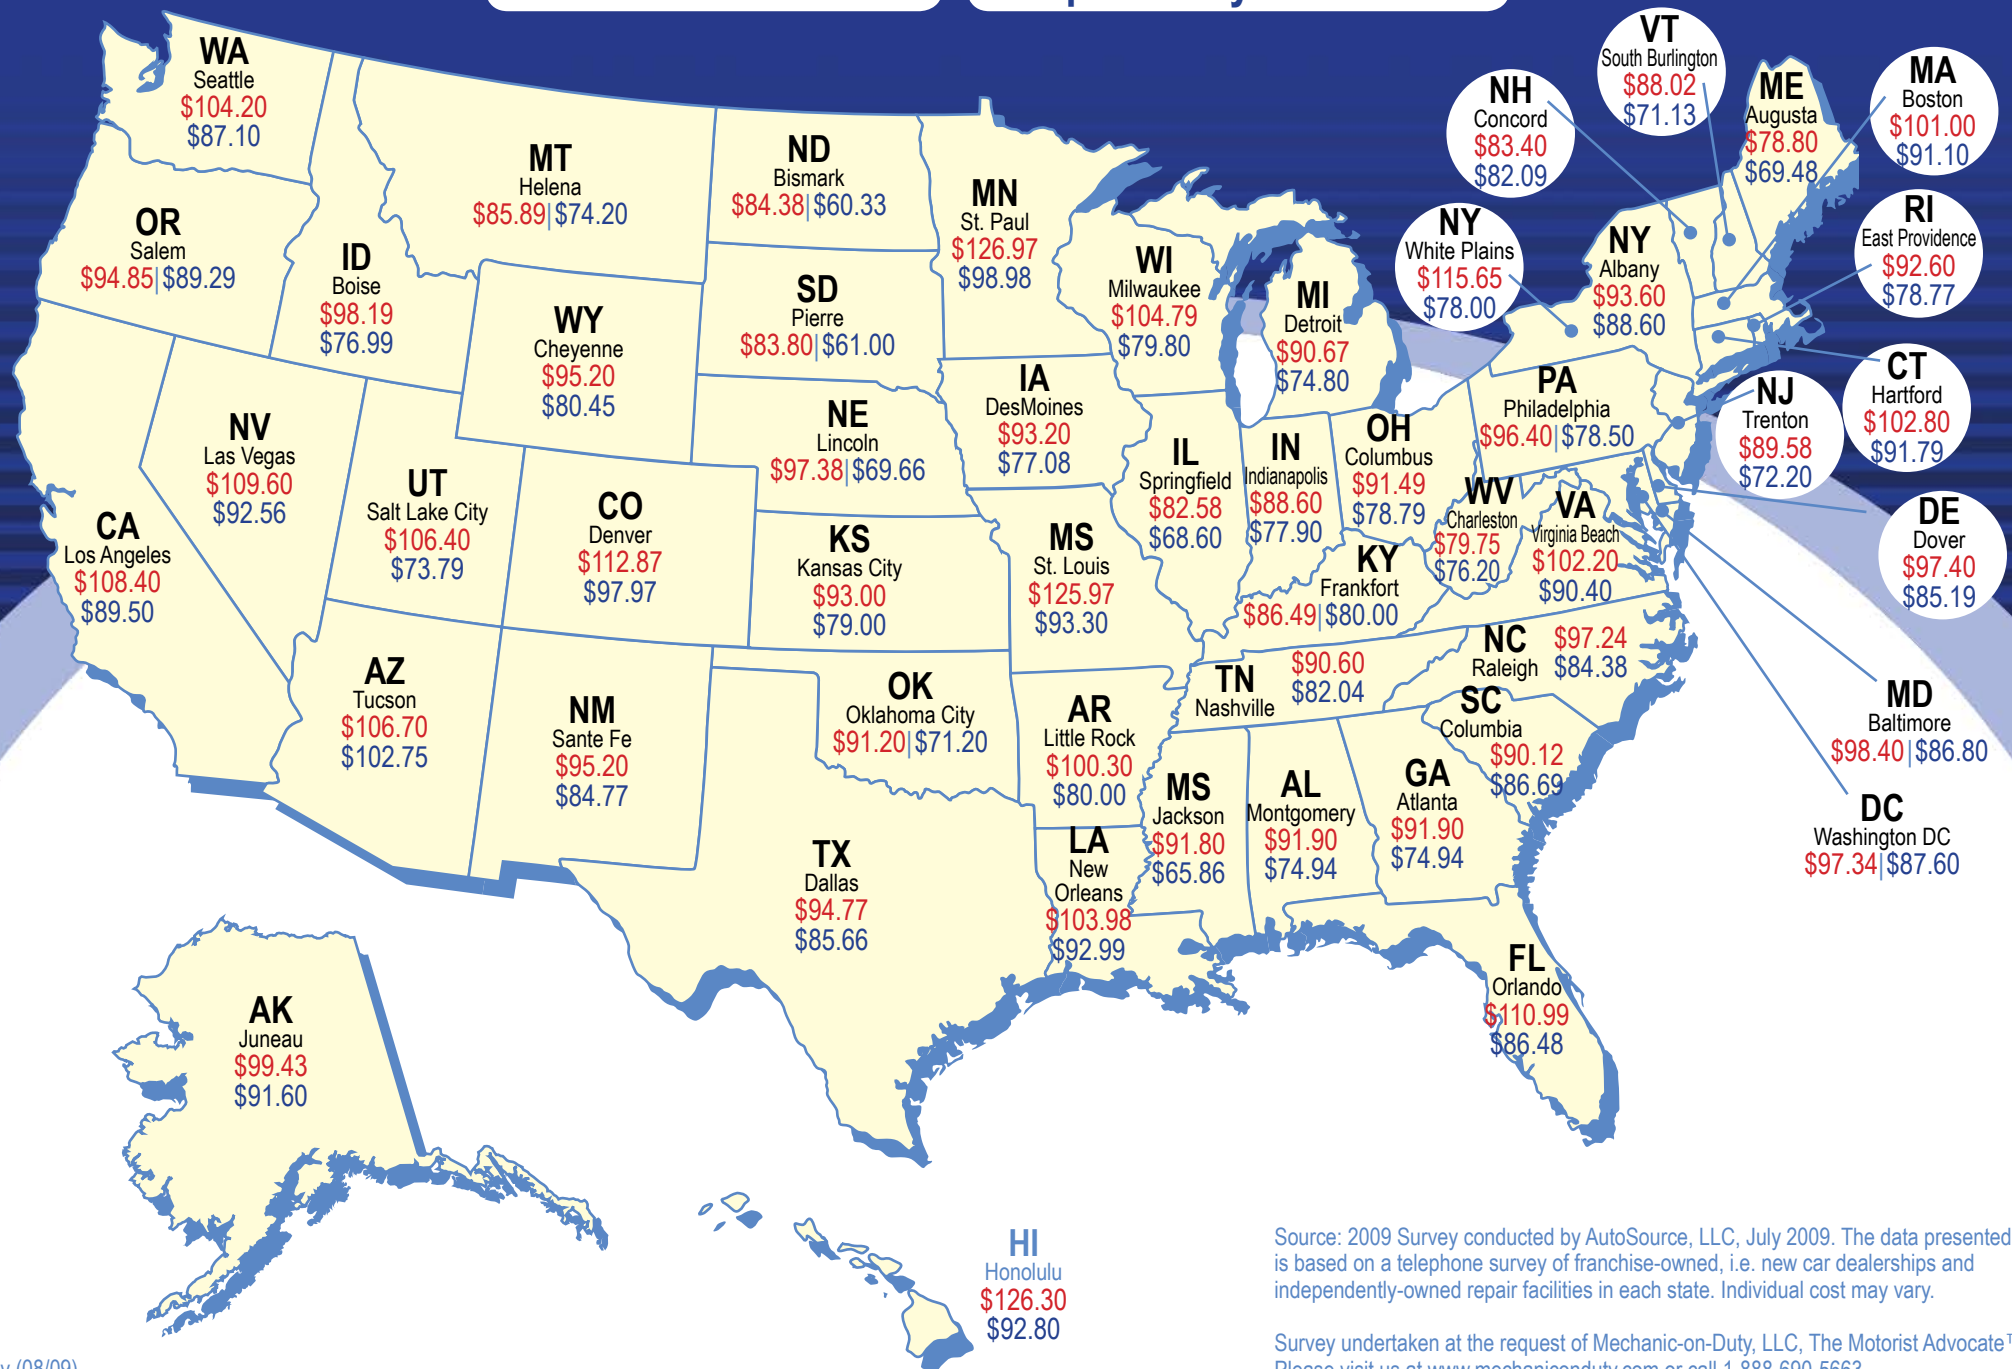 WA
Seattle
$104.20
$87.10
OR
Salem
$94.85|$89.29
ID
Boise
$98.19
$76.99
MT
Helena
$85.89|$74.20
ND
Bismark
$84.38|$60.33
MN
St. Paul
$126.97
$98.98
WI
Milwaukee
$104.79
$79.80
MI
Detroit
$90.67
$74.80
SD
Pierre
$83.80|$61.00
WY
Cheyenne
$95.20
$80.45
NV
Las Vegas
$109.60
$92.56
UT
Salt Lake City
$106.40
$73.79
CO
Denver
$112.87
$97.97
NE
Lincoln
$97.38|$69.66
IA
DesMoines
$93.20
$77.08
KS
Kansas City
$93.00
$79.00
MS
St. Louis
$125.97
$93.30
IL
Springfield
$82.58
$68.60
IN
Indianapolis
$88.60
$77.90
OH
Columbus
$91.49
$78.79
CA
Los Angeles
$108.40
$89.50
AZ
Tucson
$106.70
$102.75
NM
Sante Fe
$95.20
$84.77
OK
Oklahoma City
$91.20|$71.20
AR
Little Rock
$100.30
$80.00
TX
Dallas
$94.77
$85.66
LA
New
Orleans
$103.98
$92.99
MS
Jackson
$91.80
$65.86
AL
Montgomery
$91.90
$74.94
GA
Atlanta
$91.90
$74.94
FL
Orlando
$110.99
$86.48
SC
Columbia
$90.12
$86.69
NC $97.24
Raleigh $84.38
TN $90.60
Nashville $82.04
KY
Frankfort
$86.49|$80.00
WV
Charleston
$79.75
$76.20
VA
Virginia Beach
$102.20
$90.40
PA
Philadelphia
$96.40|$78.50
NY
Albany
$93.60
$88.60
NY
White Plains
$115.65
$78.00
NH
Concord
$83.40
$82.09
VT
South Burlington
$88.02
$71.13
ME
Augusta
$78.80
$69.48
MA
Boston
$101.00
$91.10
RI
East Providence
$92.60
$78.77
CT
Hartford
$102.80
$91.79
NJ
Trenton
$89.58
$72.20
DE
Dover
$97.40
$85.19
MD
Baltimore
$98.40|$86.80
DC
Washington DC
$97.34|$87.60
AK
Juneau
$99.43
$91.60
HI
Honolulu
$126.30
$92.80
Source: 2009 Survey conducted by AutoSource, LLC, July 2009. The data presented
is based on a telephone survey of franchise-owned, i.e. new car dealerships and
independently-owned repair facilities in each state. Individual cost may vary.
Survey undertaken at the request of Mechanic-on-Duty, LLC, The Motorist Advocate
Please visit us at www.mechaniconduty.com or call 1-888-690-5663
(08/09)